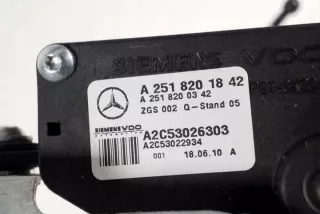 SIEMENS VDO
A 251 820 18 42
A 251 820 03 42
ZGS 002 Q-Stand 05
SIEMENS VDO
A2C53026303
A2C53022934
001 18.06.10 A